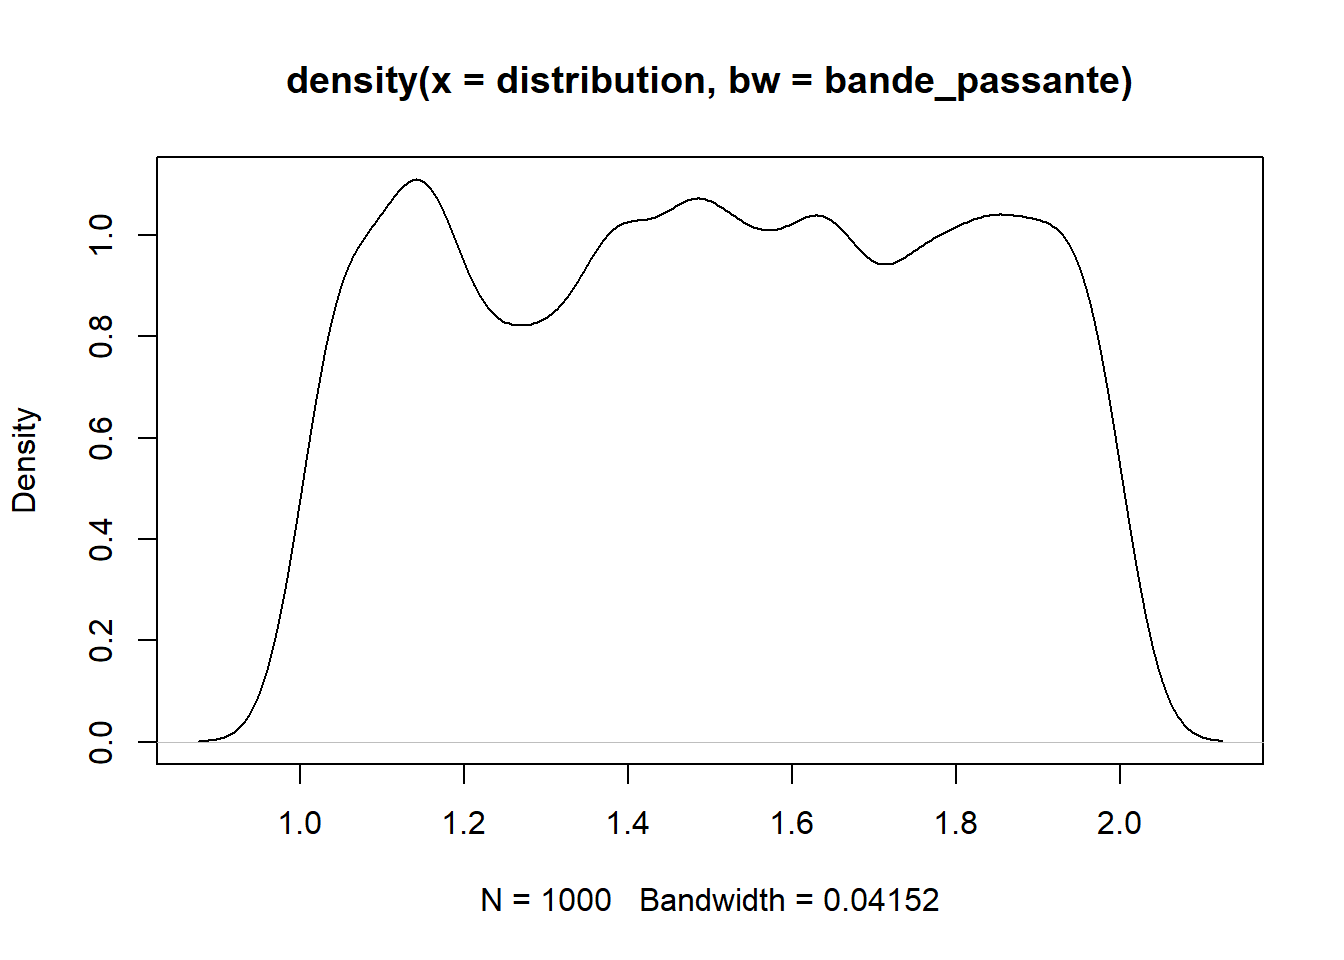 density(x = distribution, bw = bande_passante)
Density
1.0
0.8
0.6
0.4
0.2
0.0
1.0 1.2 1.4 1.6 1.8 2.0
N = 1000 Bandwidth = 0.04152